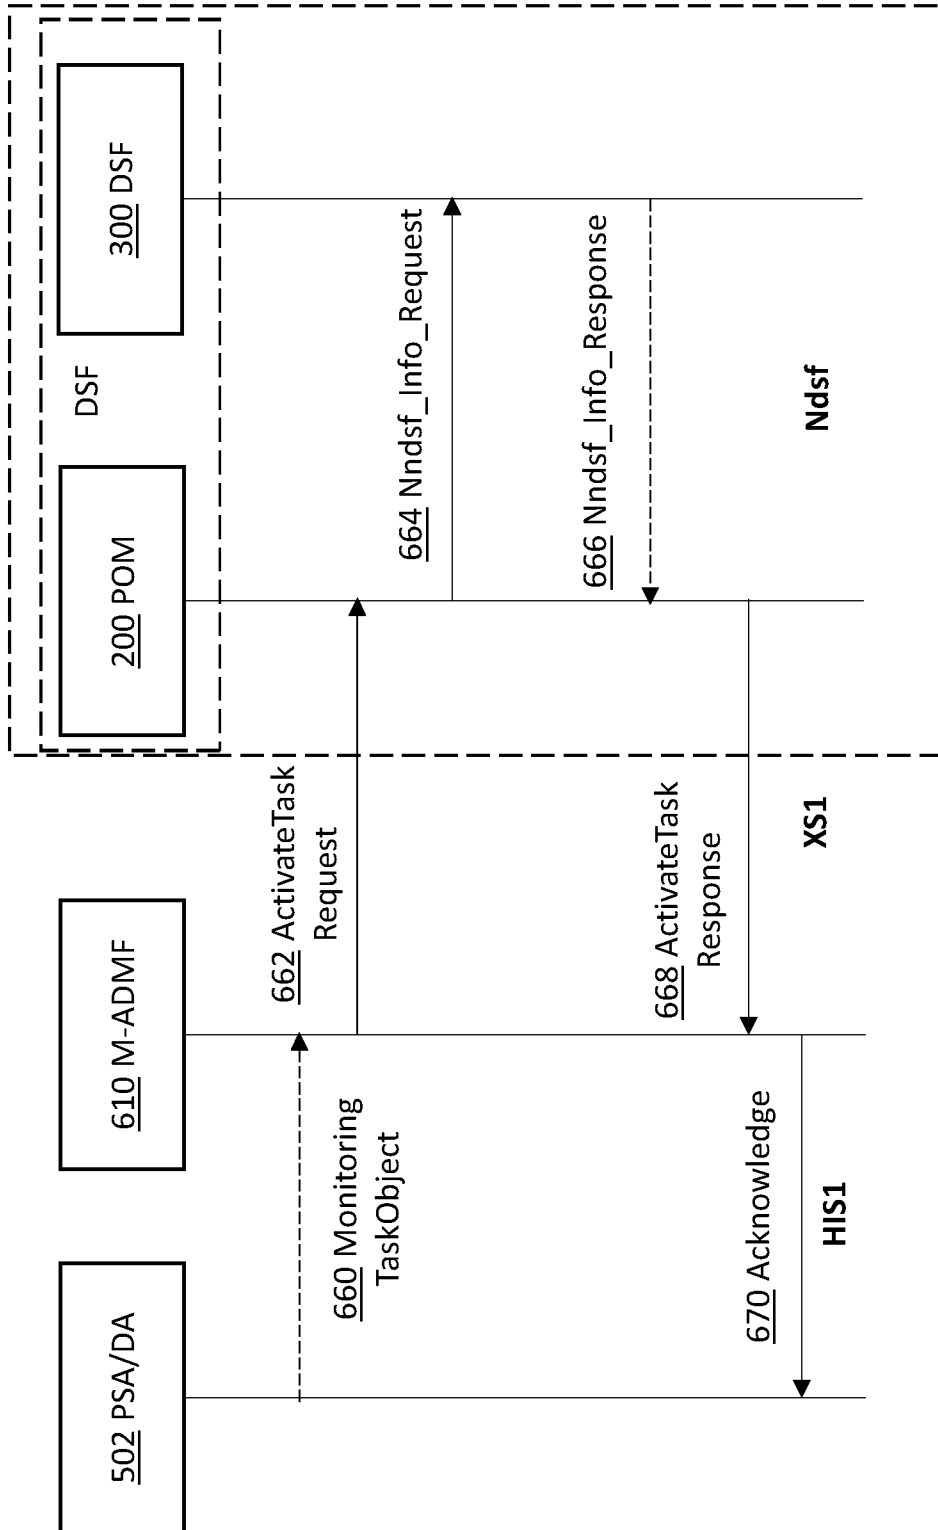 502 PSA/DA
610 M-ADMF
200 POM
DSF
300 DSF
660 Monitoring
TaskObject
662 ActivateTask
Request
664 Nndsf_Info_Request
666 Nndsf_Info_Response
668 ActivateTask
Response
670 Acknowledge
HIS1
XS1
Ndsf